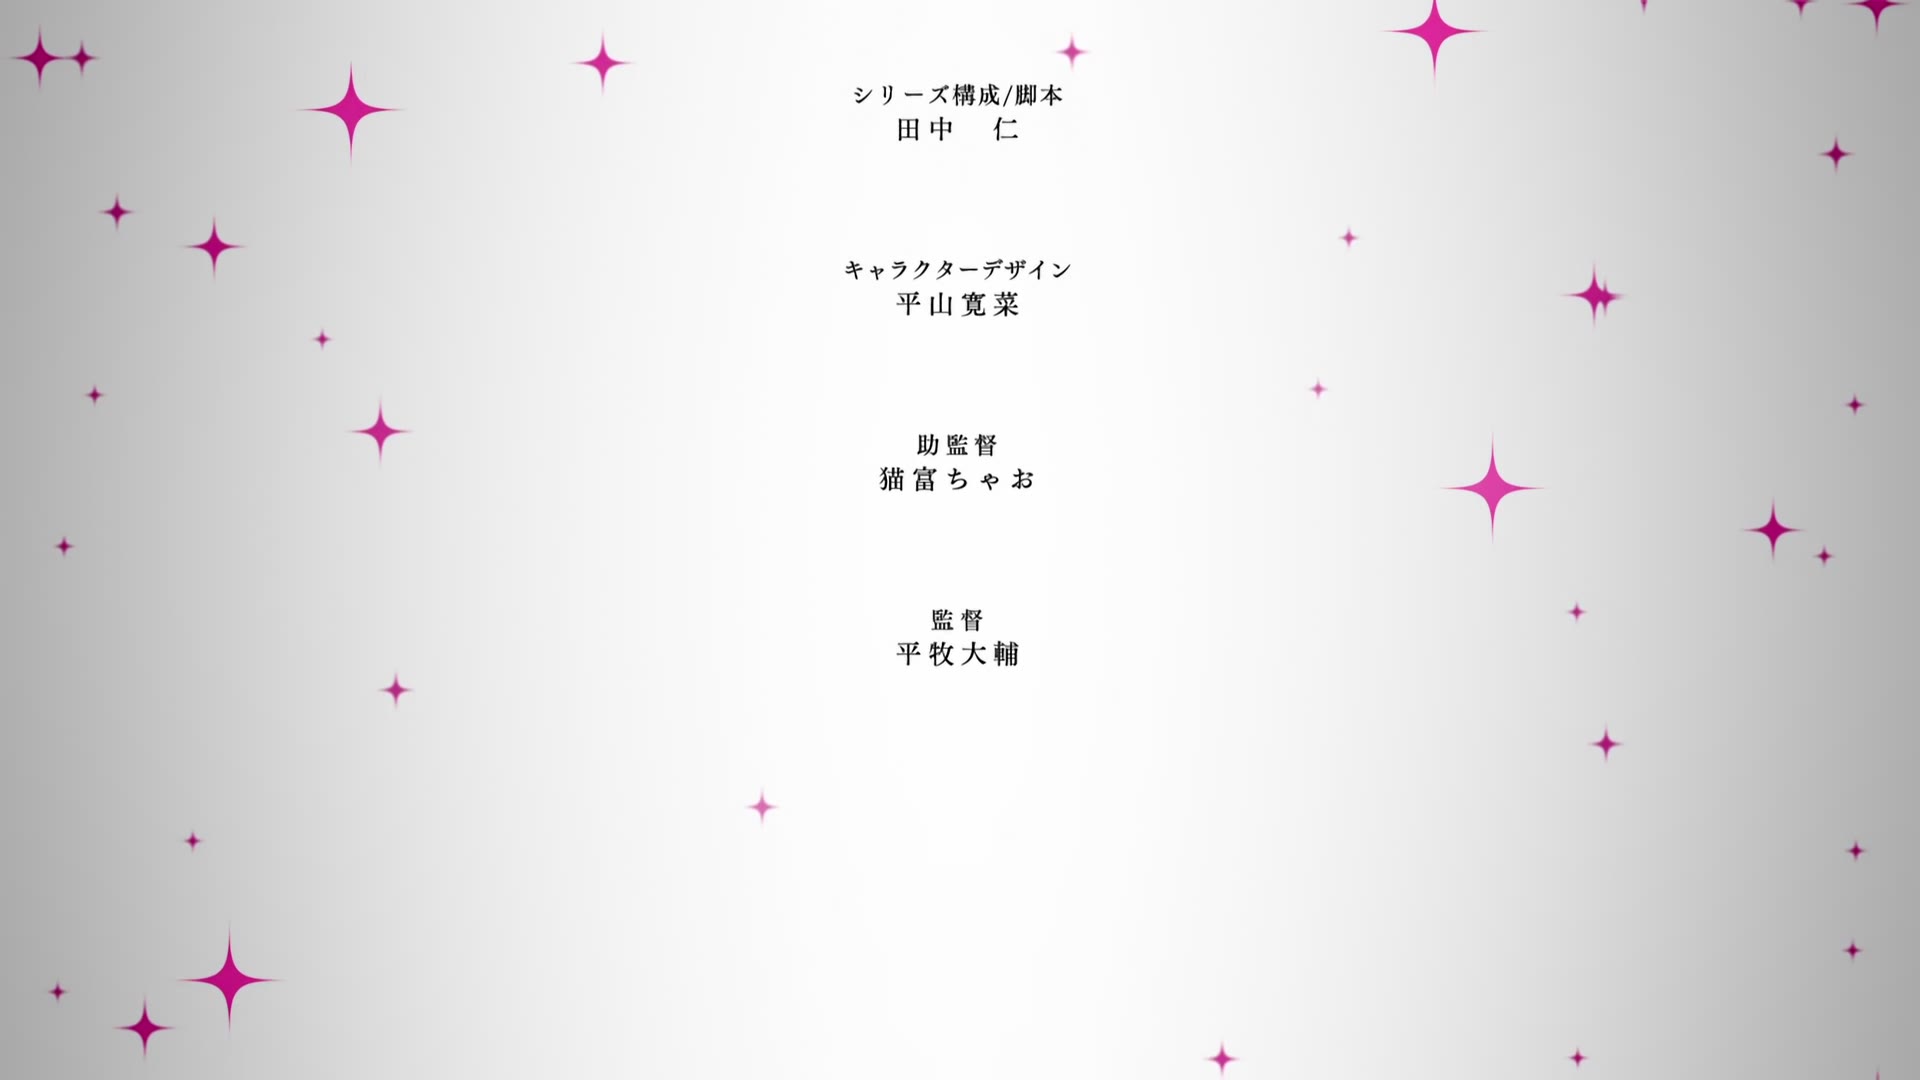 シリーズ構成/脚本
田中　仁
キャラクターデザイン
平山寛菜
助監督
猫富ちゃお
監督
平牧大輔